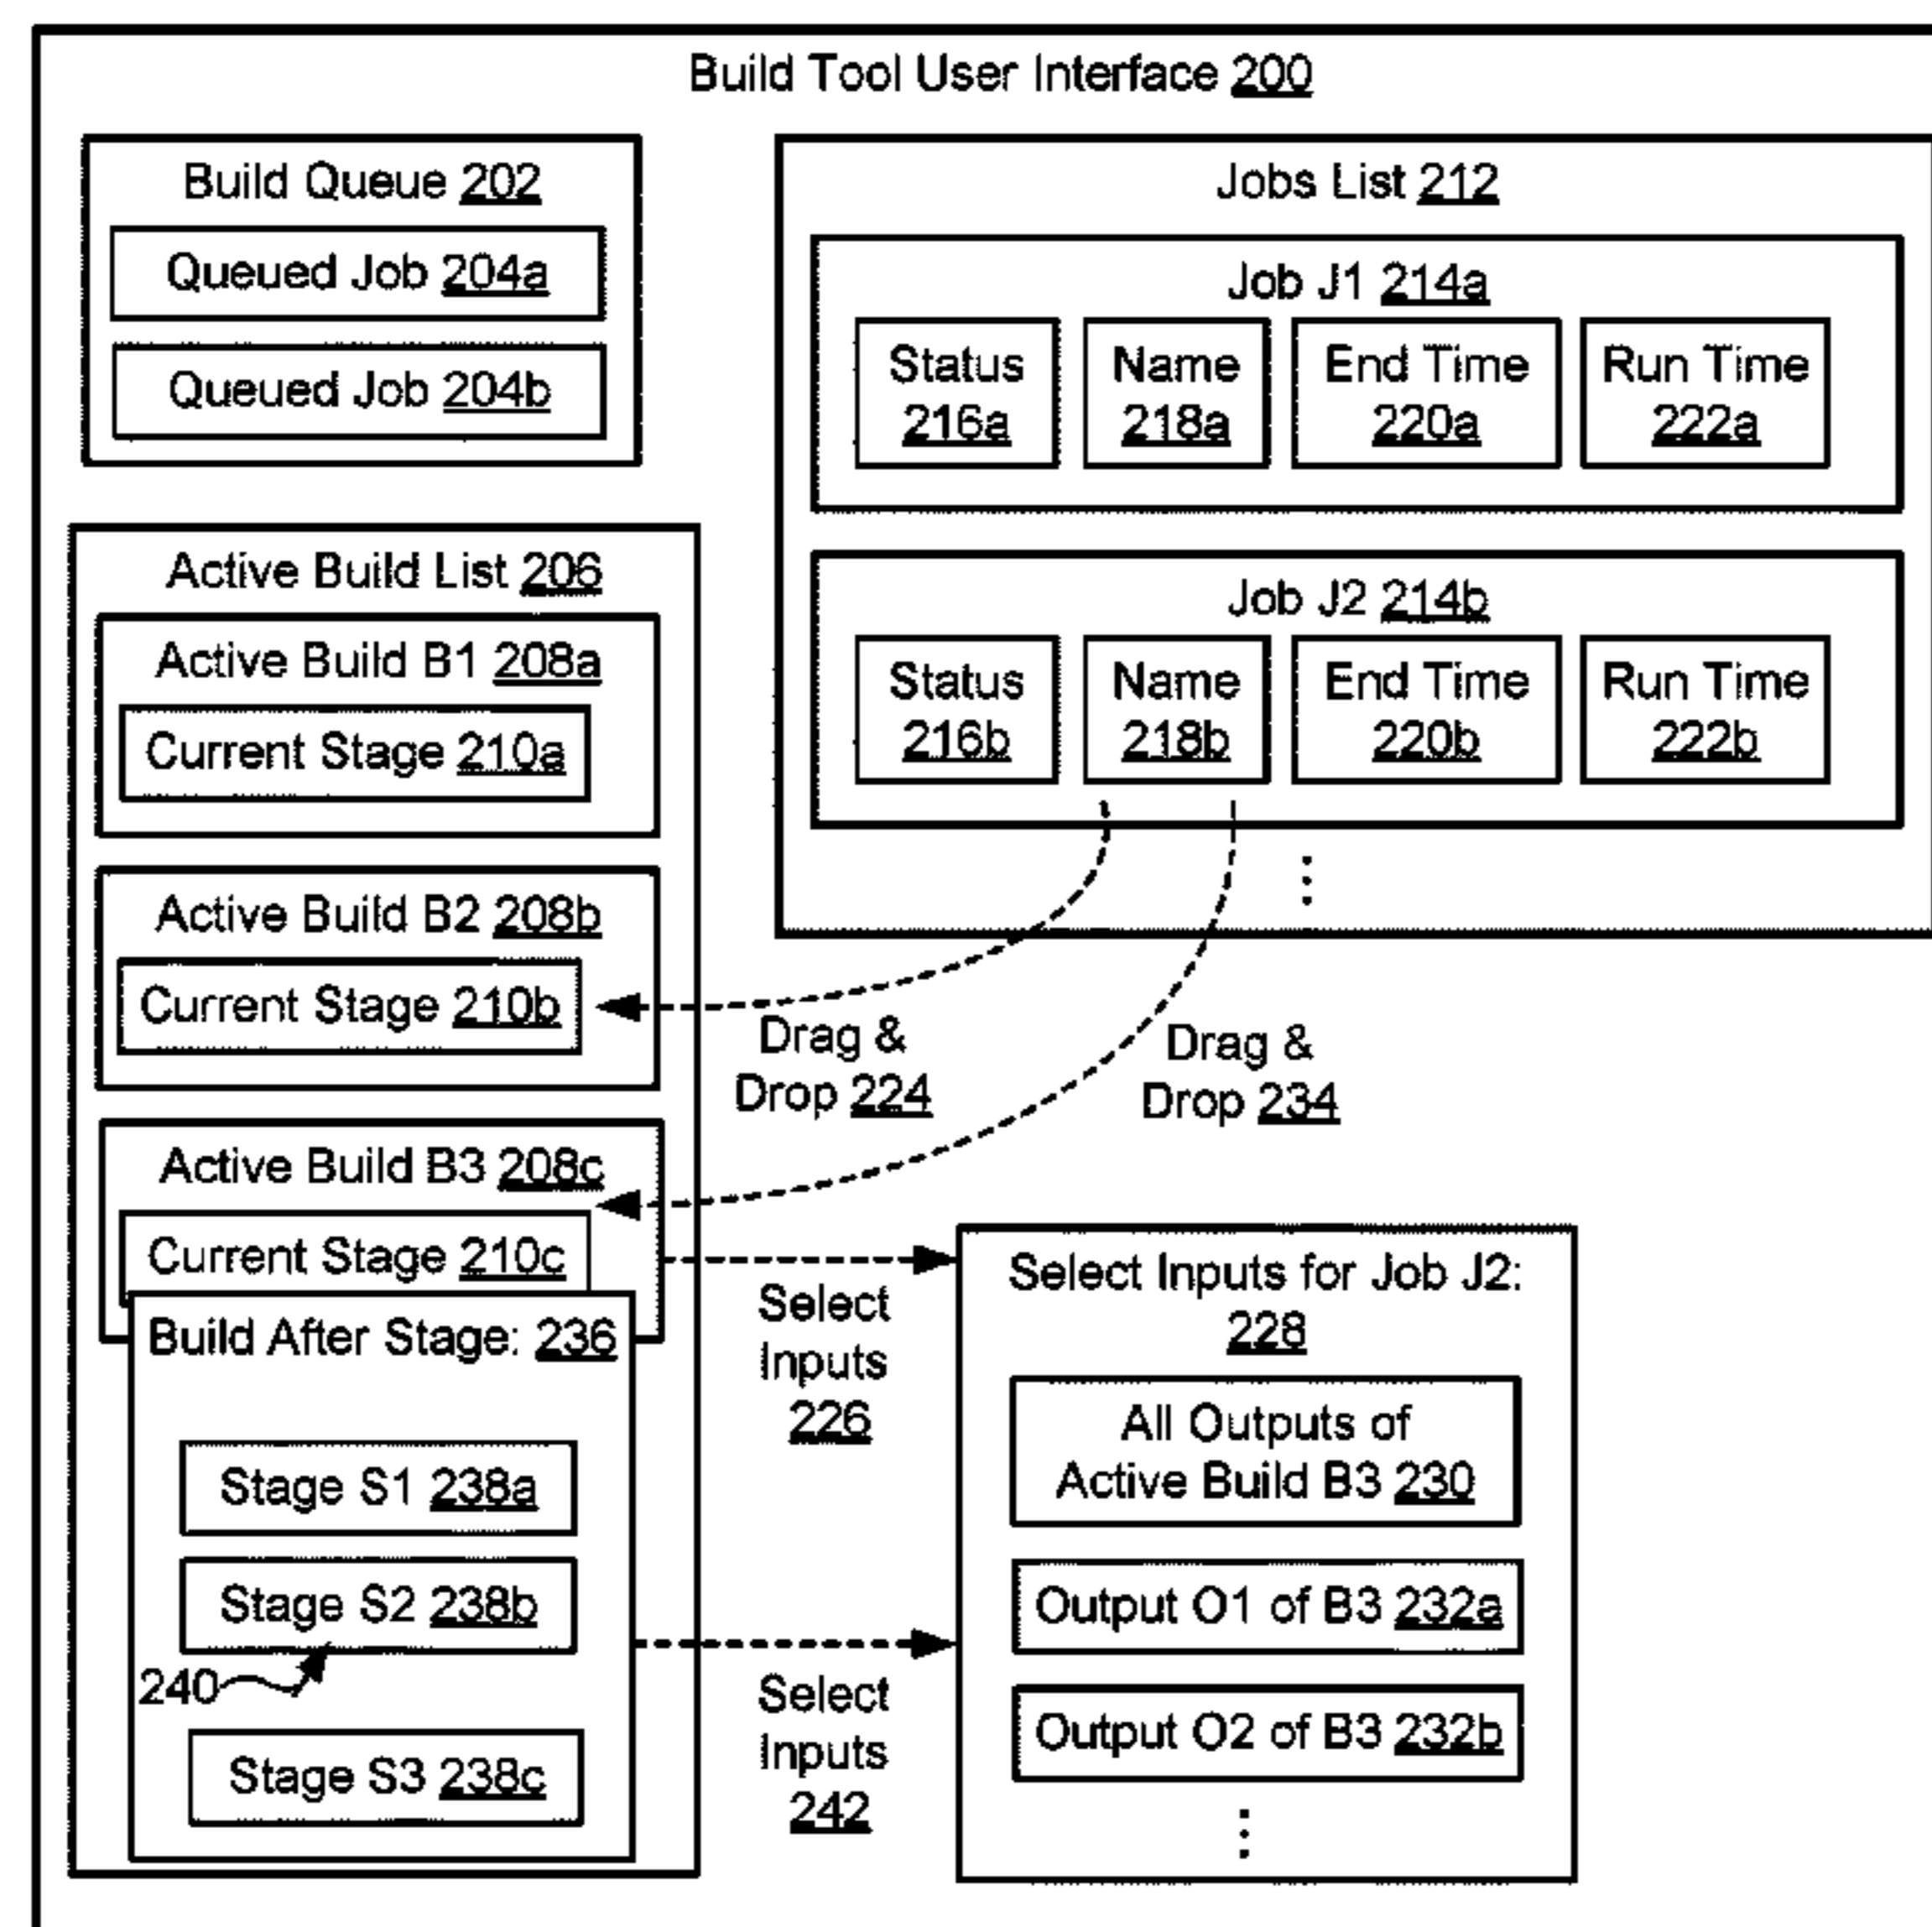 Build Tool User Interface 200
Build Queue 202
Queued Job 204a
Queued Job 204b
Active Build List 206
Active Build B1 208a
Current Stage 210a
Active Build B2 208b
Current Stage 210b
Active Build B3 208c
Current Stage 210c
Build After Stage: 236
Stage S1 238a
Stage S2 238b
240
Stage S3 238c
Jobs List 212
Job J1 214a
Status
216a
Name
218a
End Time
220a
Run Time
222a
Job J2 214b
Status
216b
Name
218b
End Time
220b
Run Time
222b
Drag &
Drop 224
Drag &
Drop 234
Select
Inputs
226
Select
Inputs
242
Select Inputs for Job J2:
228
All Outputs of
Active Build B3 230
Output O1 of B3 232a
Output O2 of B3 232b